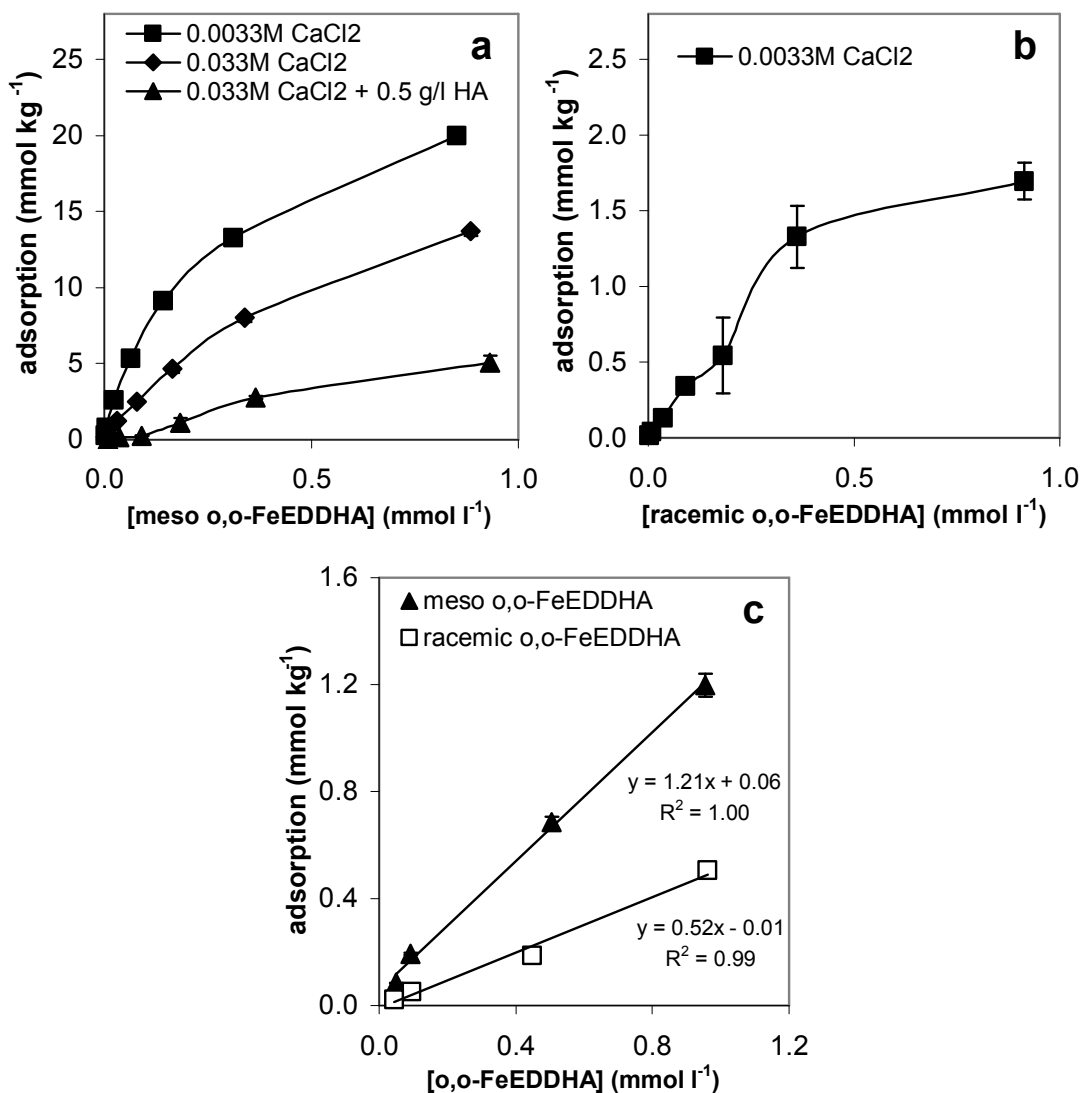 a
0.0033M CaCl2
0.033M CaCl2
0.033M CaCl2 + 0.5 g/l HA
25
20
15
10
5
0
0.0
0.5
1.0
adsorption (mmol kg⁻¹)
[meso o,o-FeEDDHA] (mmol l⁻¹)
b
0.0033M CaCl2
2.5
2.0
1.5
1.0
0.5
0.0
0.0
0.5
1.0
adsorption (mmol kg⁻¹)
[racemic o,o-FeEDDHA] (mmol l⁻¹)
c
meso o,o-FeEDDHA
racemic o,o-FeEDDHA
1.6
1.2
0.8
0.4
0.0
0.0
0.4
0.8
1.2
adsorption (mmol kg⁻¹)
y = 1.21x + 0.06
R² = 1.00
y = 0.52x - 0.01
R² = 0.99
[o,o-FeEDDHA] (mmol l⁻¹)